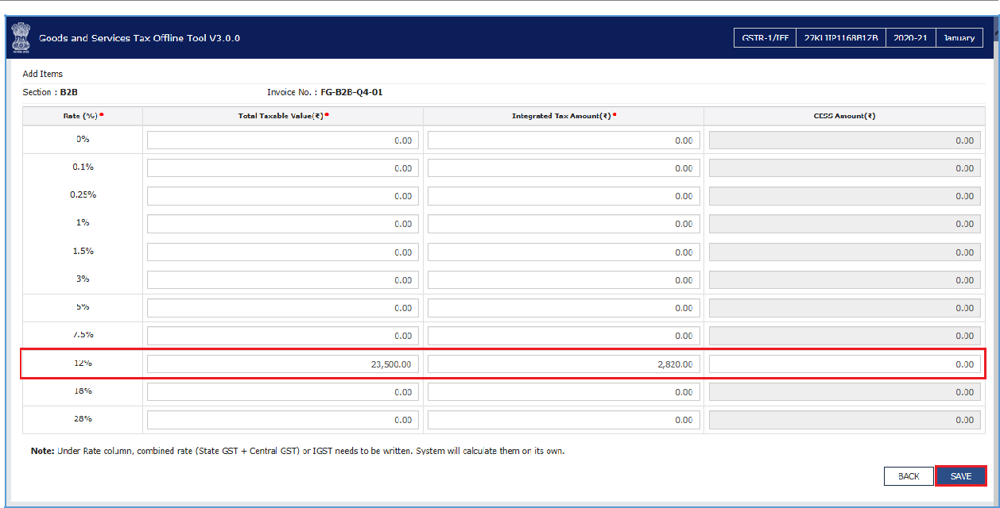 Goods and Services Tax Offline Tool V3.0.0
GSTR-1/IFF 2020-21 January
Add Items
Section : B2B Invoice No. : FG-B2B-Q4-01
Rate (%) Total Taxable Value(₹) Integrated Tax Amount(₹) CESS Amount(₹)
0% 0.00 0.00 0.00
0.1% 0.00 0.00 0.00
0.25% 0.00 0.00 0.00
1% 0.00 0.00 0.00
1.5% 0.00 0.00 0.00
3% 0.00 0.00 0.00
5% 0.00 0.00 0.00
7.5% 0.00 0.00 0.00
12% 23,500.00 2,820.00 0.00
18% 0.00 0.00 0.00
28% 0.00 0.00 0.00
Note: Under Rate column, combined rate (State GST + Central GST) or IGST needs to be written. System will calculate them on its own.
BACK SAVE